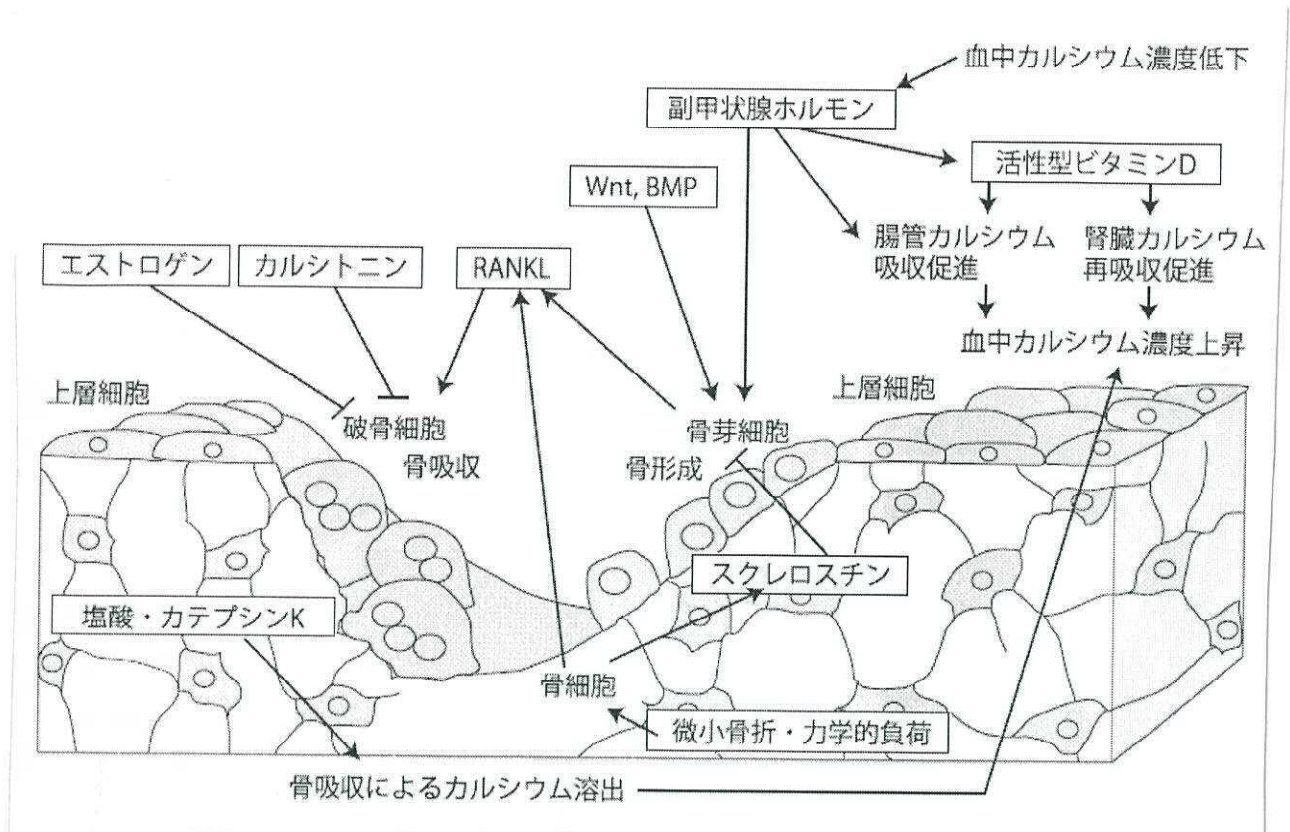 血中カルシウム濃度低下
副甲状腺ホルモン
活性型ビタミンD
Wnt, BMP
腸管カルシウム
吸収促進
腎臓カルシウム
再吸収促進
エストロゲン
カルシトニン
RANKL
血中カルシウム濃度上昇
上層細胞
上層細胞
破骨細胞
骨吸収
骨芽細胞
骨形成
スクレロスチン
塩酸・カテプシンK
骨細胞
微小骨折・力学的負荷
骨吸収によるカルシウム溶出